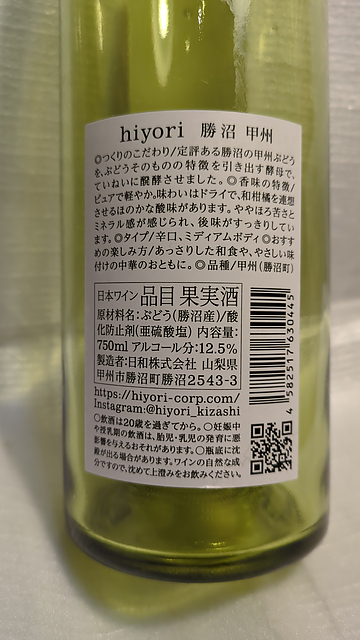 hiyori 勝沼 甲州
◎つくりのこだわり/定評ある勝沼の甲州ぶどう
を、ぶどうそのものの特徴を引き出す酵母で、
ていねいに醗酵させました。◎香味の特徴/
ピュアで軽やか。味わいはドライで、和柑橘を連想
させるほのかな酸味があります。ややほろ苦さと
ミネラル感が感じられ、後味がすっきりしてい
ます。◎タイプ/辛口、ミディアムボディ◎おすす
めの楽しみ方/あっさりした和食や、やさしい味
付けの中華のおともに。◎品種/甲州(勝沼町)
日本ワイン 品目 果実酒
原材料名:ぶどう(勝沼産)/酸
化防止剤(亜硫酸塩) 内容量:
750ml アルコール分:12.5%
製造者:日和株式会社 山梨県
甲州市勝沼町勝沼2543-3
https://hiyori-corp.com/
Instagram:@hiyori_kizashi
○飲酒は20歳を過ぎてから。○妊娠中
や授乳期の飲酒は、胎児・乳児の発育に悪
影響を与えるおそれがあります。○瓶底に沈
殿が出る場合があります。ワインの自然な成
分ですので、沈めて上澄みをお飲みください。
4 582517 630445